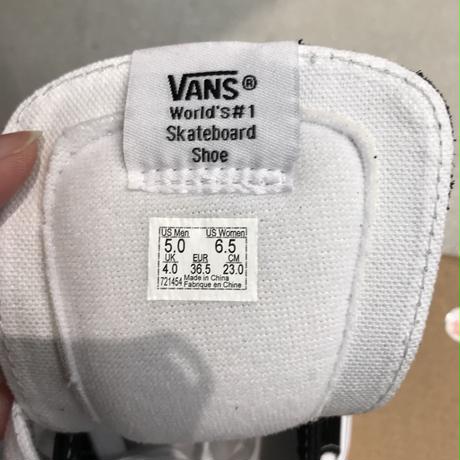 VANS®
World's#1
Skateboard
Shoe
US Men US Women
5.0 6.5
UK EUR CM
4.0 36.5 23.0
721454 Made in China
Fabrique en Chine